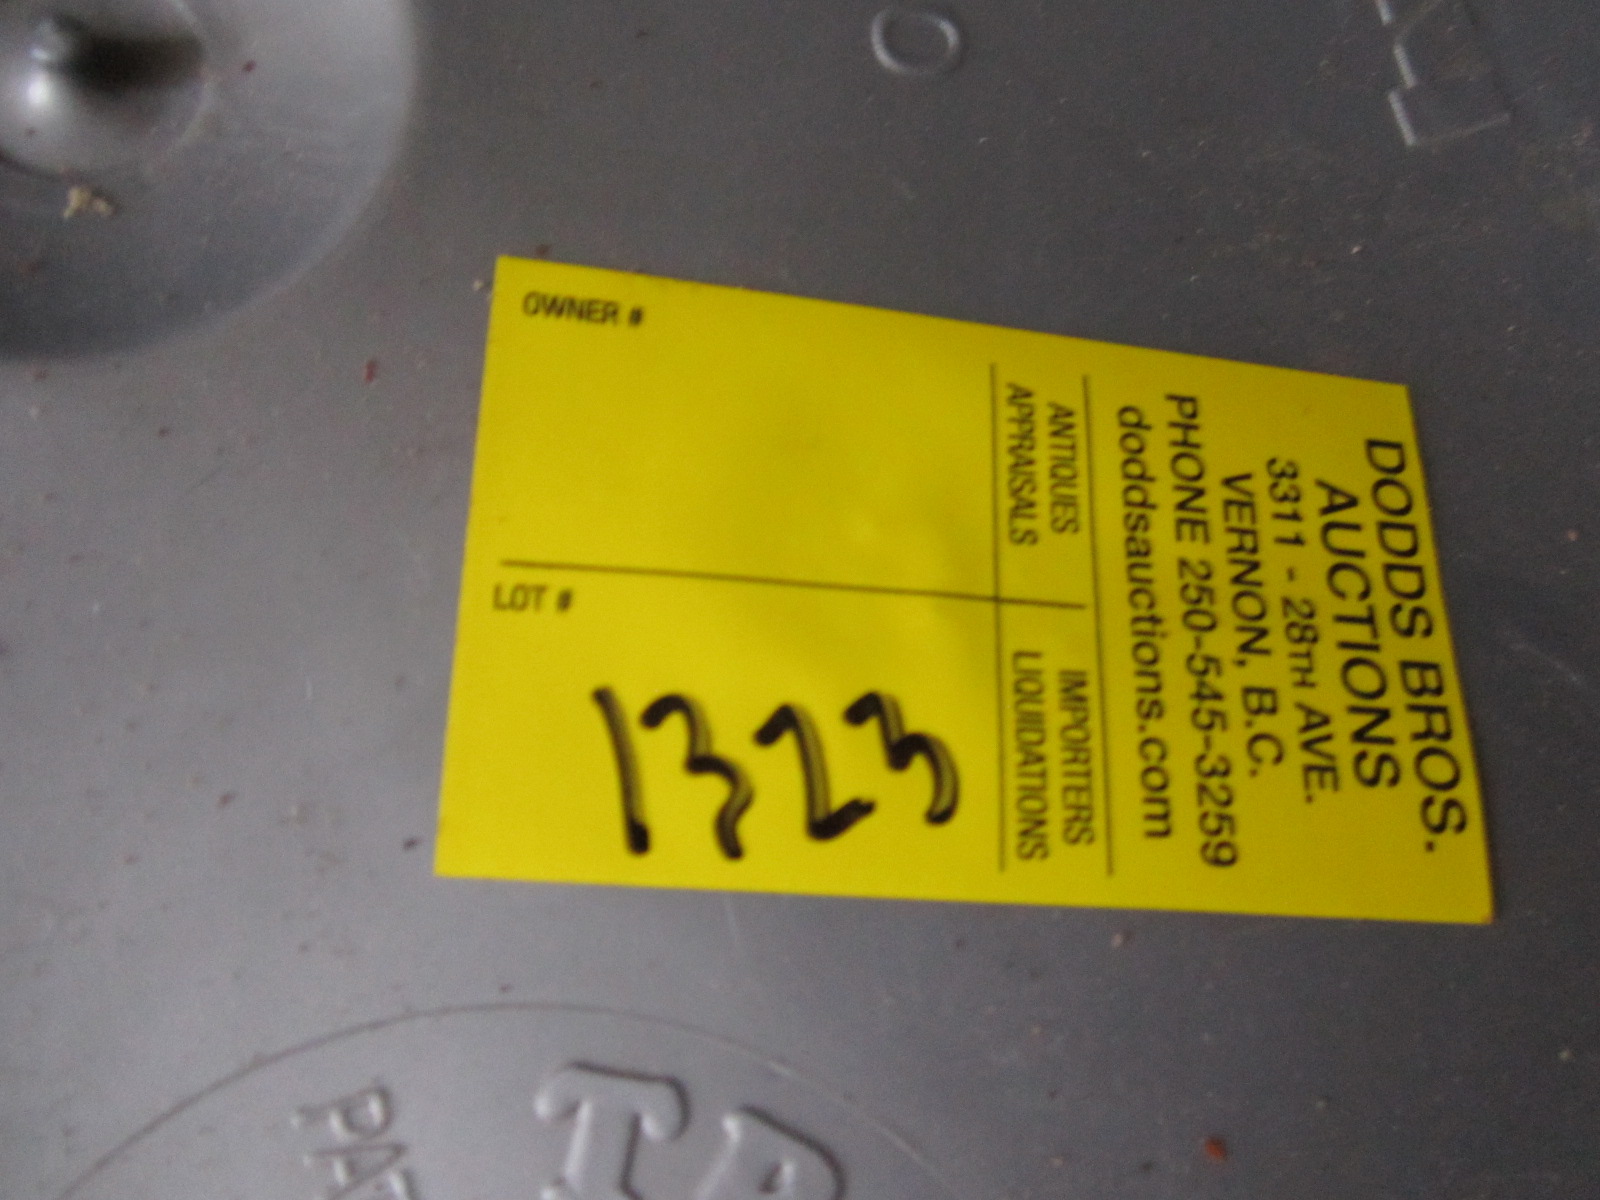 DODDS BROS.
AUCTIONS
3311 - 28TH AVE.
VERNON, B.C.
PHONE 250-545-3259
doddsauctions.com
ANTIQUES
APPRAISALS
IMPORTERS
LIQUIDATIONS
OWNER #
LOT #
1323